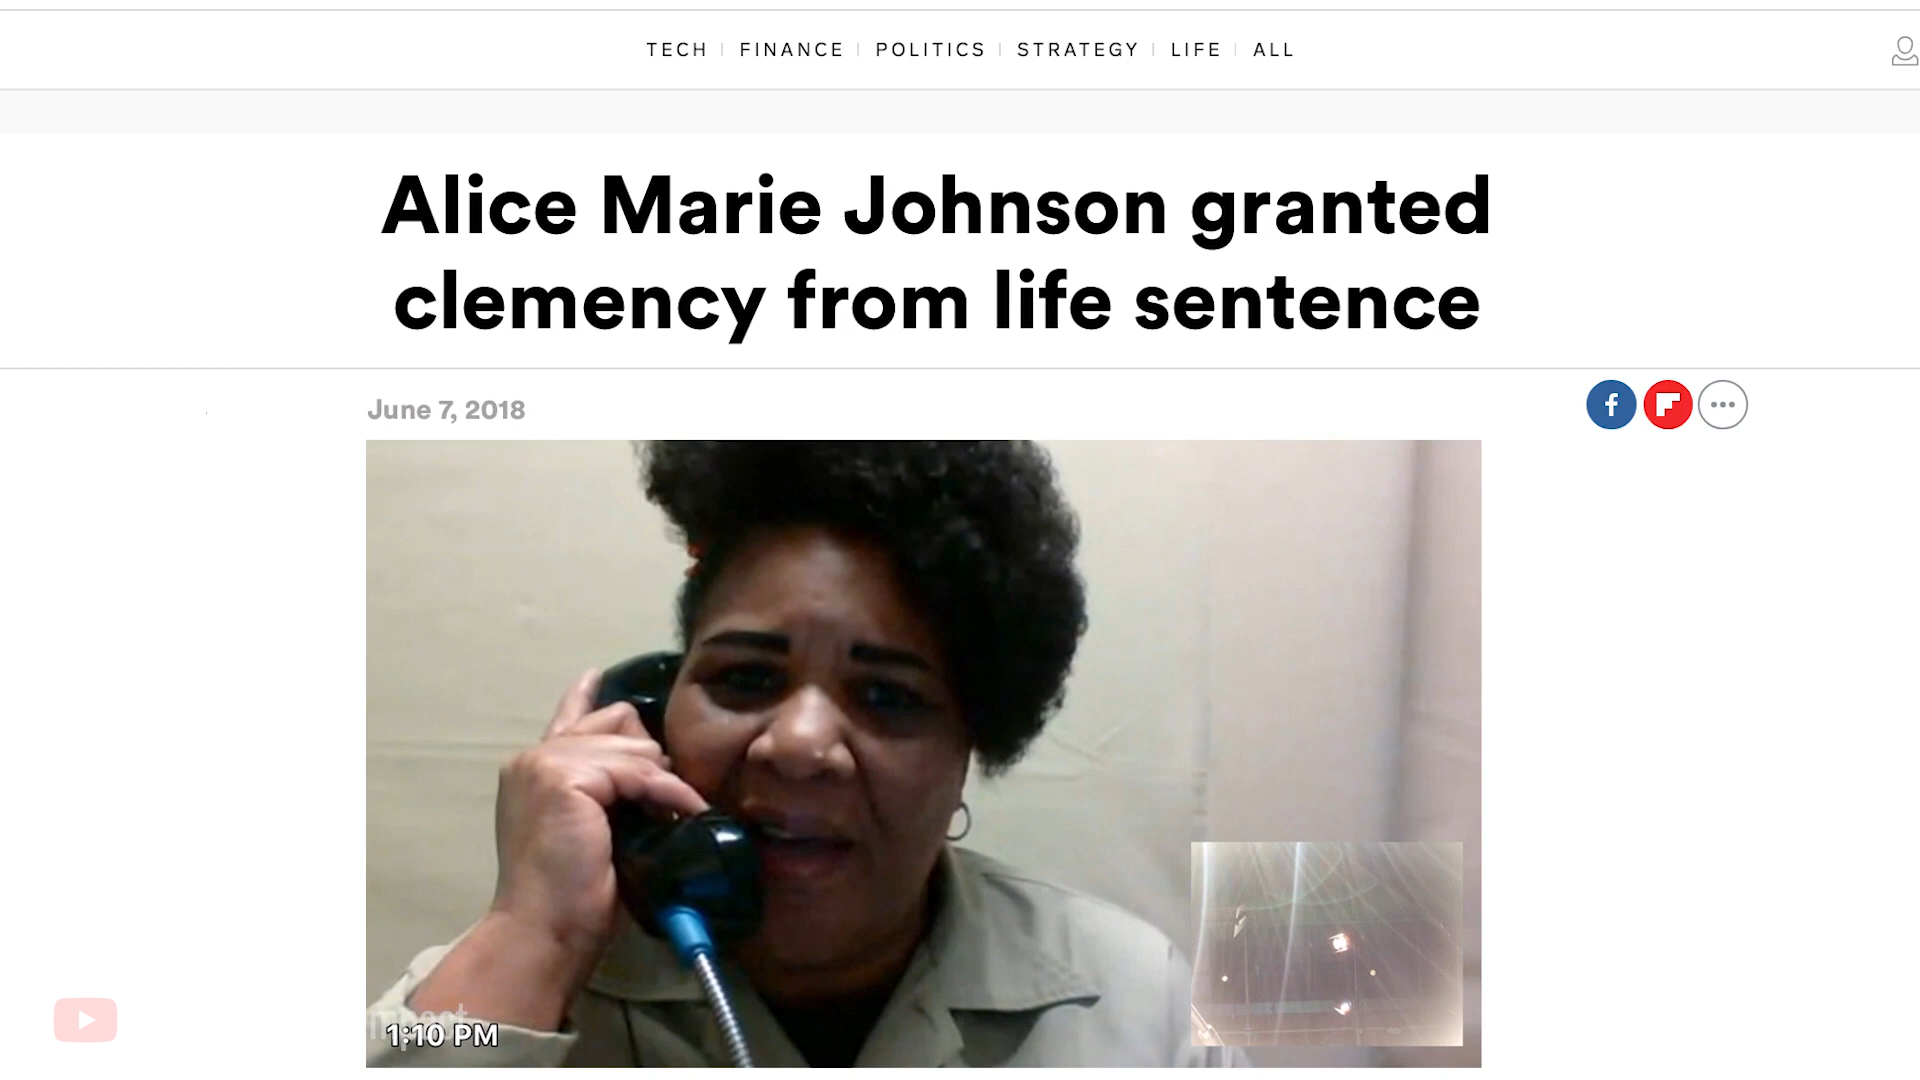 TECH | FINANCE | POLITICS | STRATEGY | LIFE | ALL
Alice Marie Johnson granted
clemency from life sentence
June 7, 2018
1:10 PM